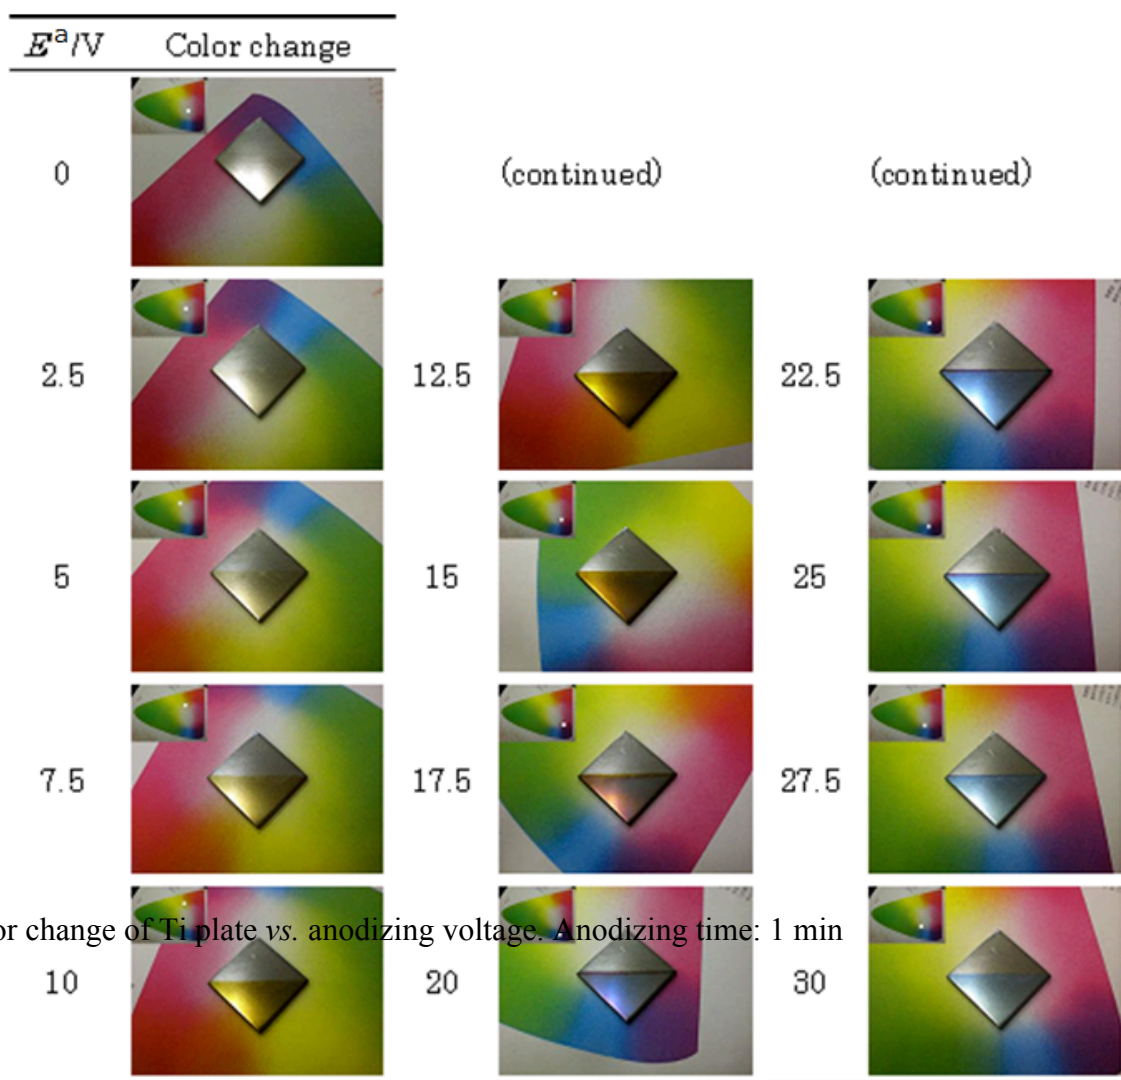 E^a/V Color change
0 (continued) (continued)
2.5 12.5 22.5
5 15 25
7.5 17.5 27.5
or change of Ti plate vs. anodizing voltage. Anodizing time: 1 min
10 20 30